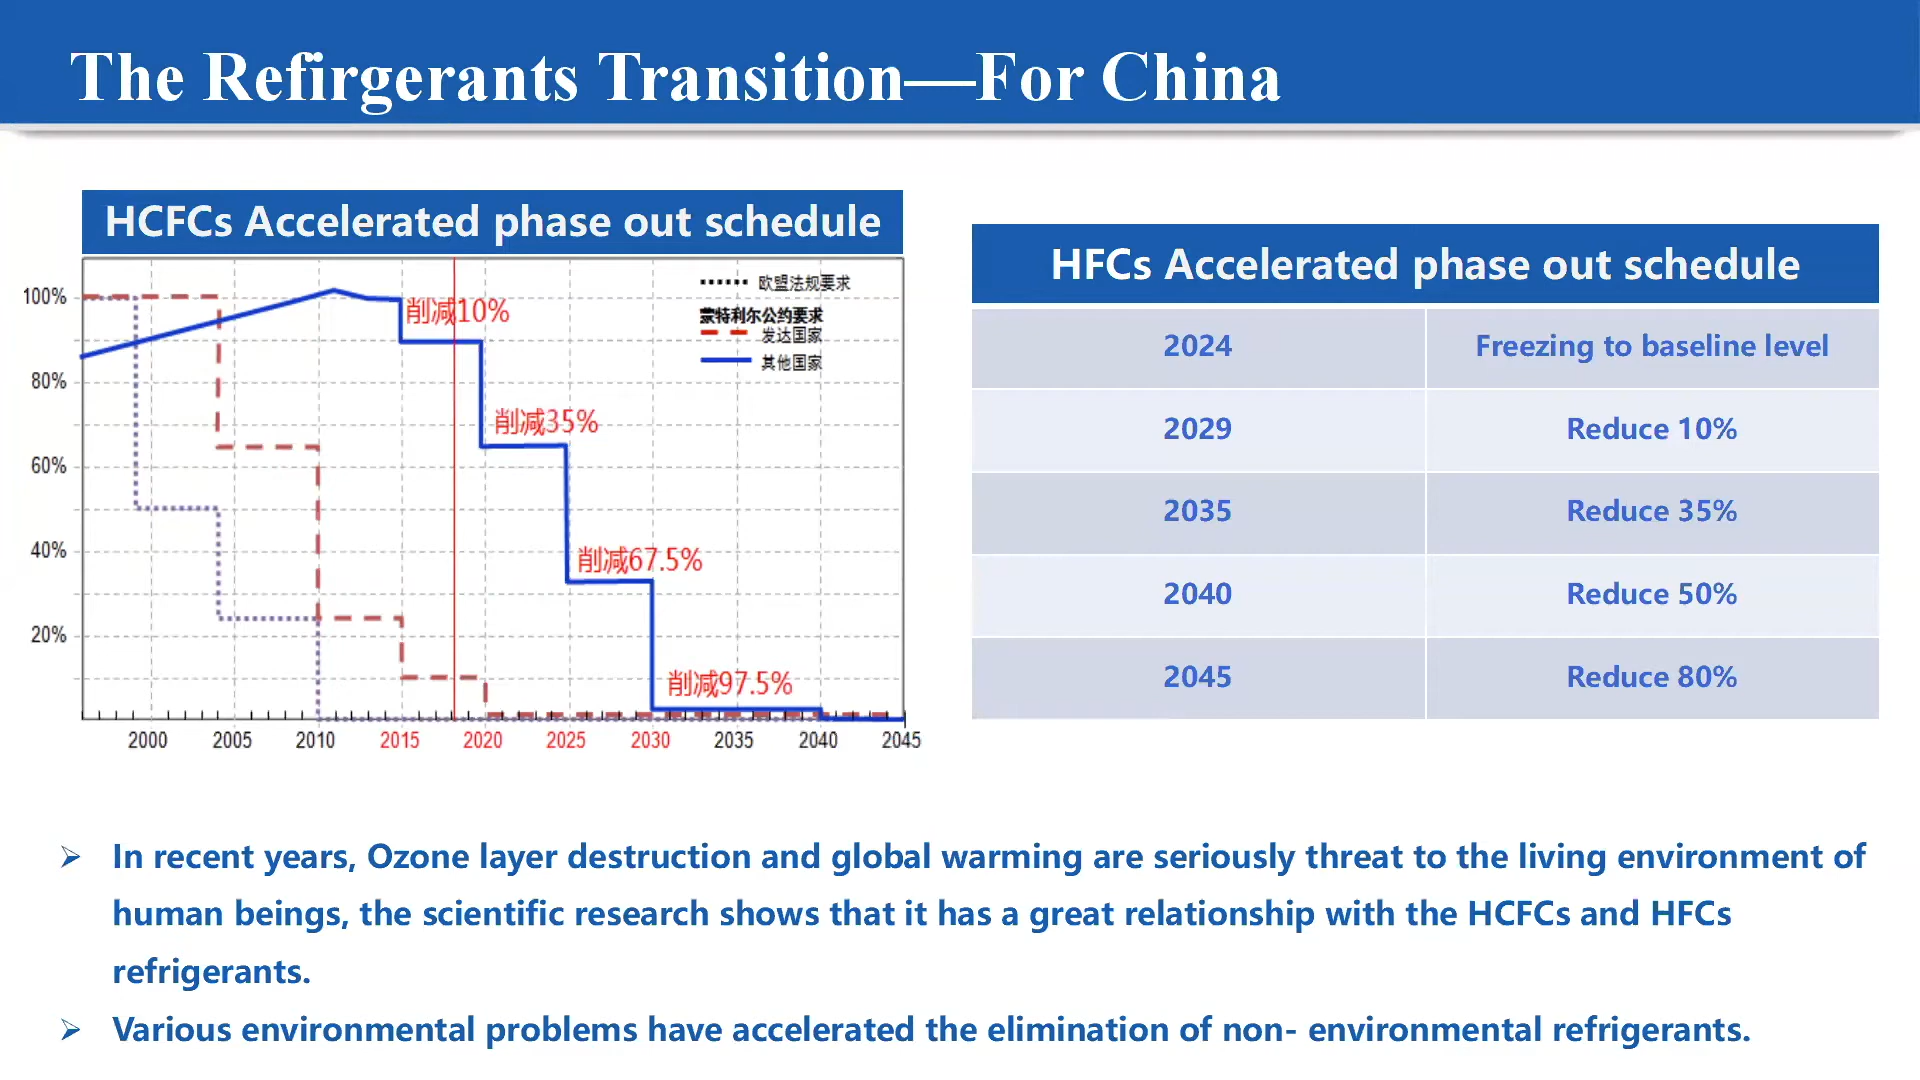 The Refirgerants Transition—For China
HCFCs Accelerated phase out schedule
100%
80%
60%
40%
20%
2000 2005 2010 2015 2020 2025 2030 2035 2040 2045
欧盟法规要求
蒙特利尔公约要求
发达国家
其他国家
削减10%
削减35%
削减67.5%
削减97.5%
HFCs Accelerated phase out schedule
2024 Freezing to baseline level
2029 Reduce 10%
2035 Reduce 35%
2040 Reduce 50%
2045 Reduce 80%
In recent years, Ozone layer destruction and global warming are seriously threat to the living environment of
human beings, the scientific research shows that it has a great relationship with the HCFCs and HFCs
refrigerants.
Various environmental problems have accelerated the elimination of non- environmental refrigerants.